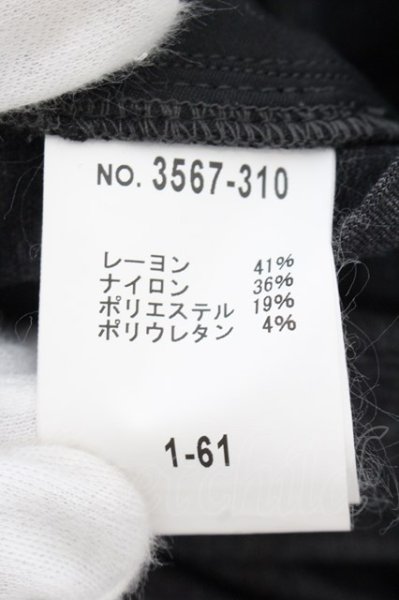 NO. 3567-310
レーヨン 41%
ナイロン 36%
ポリエステル 19%
ポリウレタン 4%
1-61